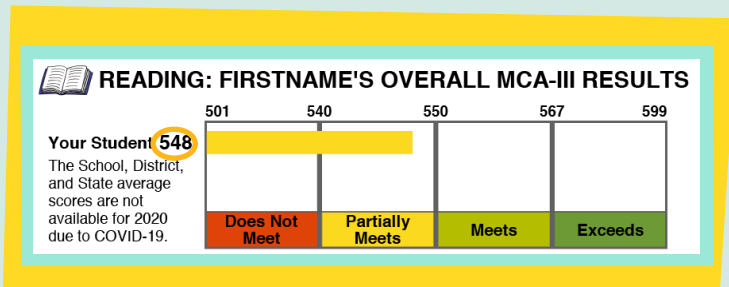 READING: FIRSTNAME'S OVERALL MCA-III RESULTS
501 540 550 567 599
Your Student 548
The School, District,
and State average
scores are not
available for 2020
due to COVID-19.
Does Not
Meet
Partially
Meets
Meets
Exceeds